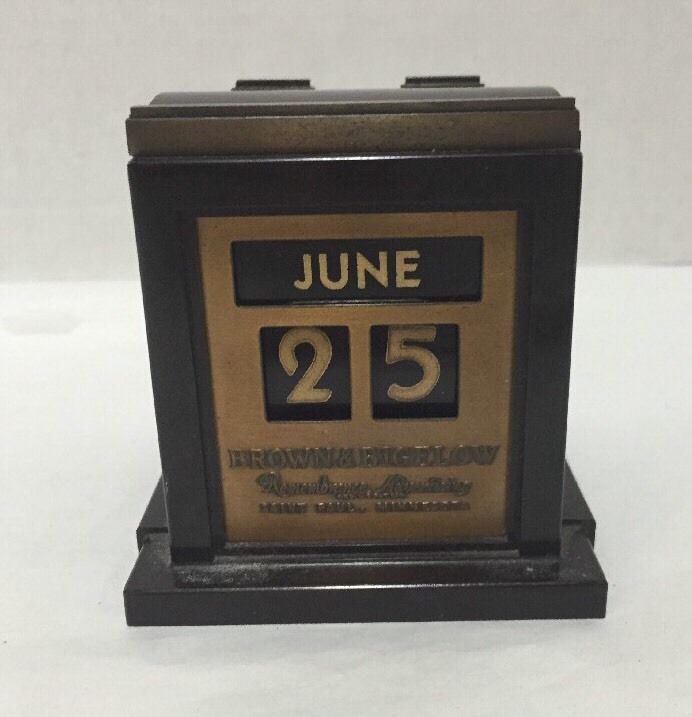 JUNE
25
BROWN & BIGELOW
Remembrance Advertising
SAINT PAUL, MINNESOTA